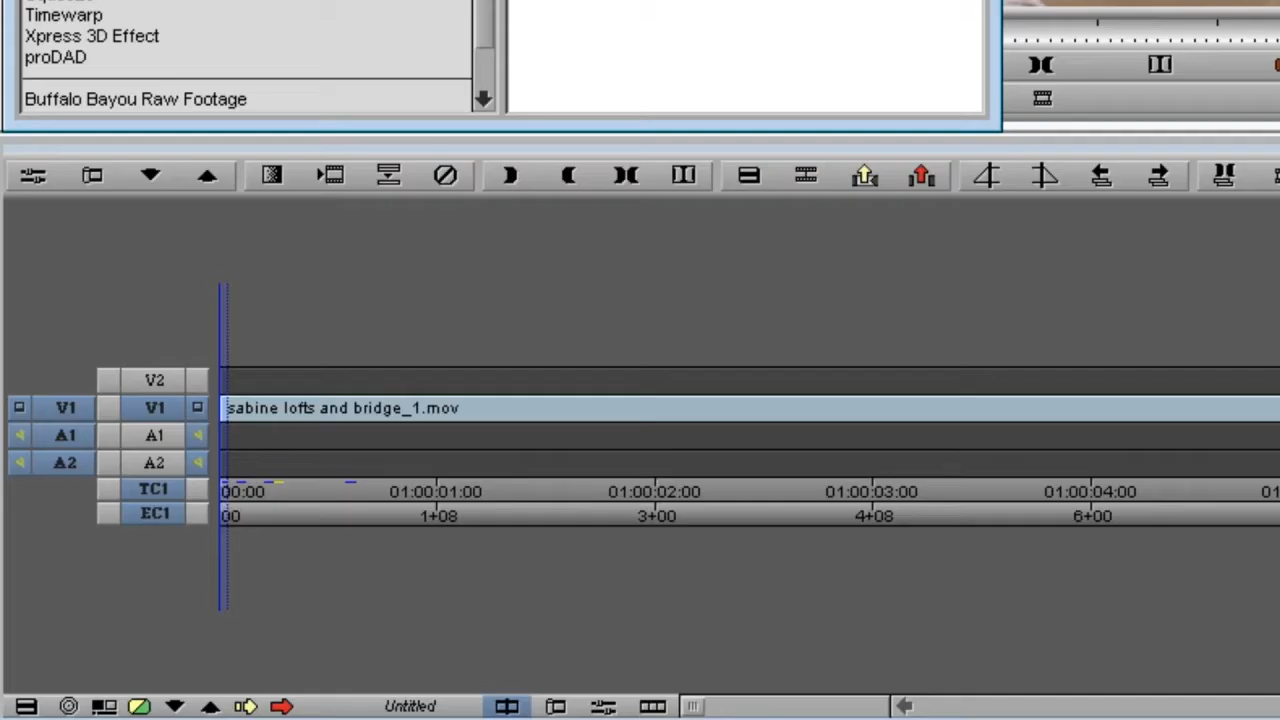 Timewarp
Xpress 3D Effect
proDAD
Buffalo Bayou Raw Footage
V2
V1 V1 sabine lofts and bridge_1.mov
A1 A1
A2 A2
TC1 00:00 01:00:01:00 01:00:02:00 01:00:03:00 01:00:04:00 01
EC1 00 1+08 3+00 4+08 6+00
Untitled